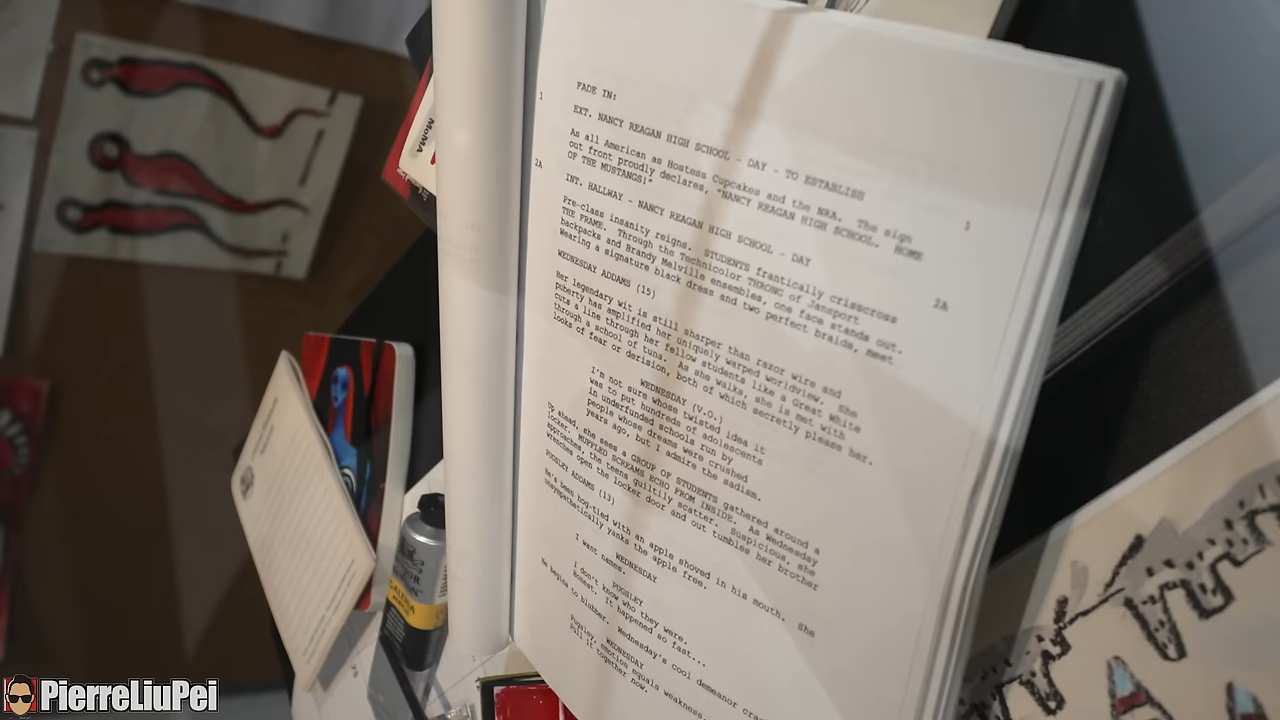 FADE IN:
1 EXT. NANCY REAGAN HIGH SCHOOL - DAY - TO ESTABLISH 1
As all American as Hostess Cupcakes and the NRA. The sign
out front proudly declares, "NANCY REAGAN HIGH SCHOOL. HOME
OF THE MUSTANGS!"
2A INT. HALLWAY - NANCY REAGAN HIGH SCHOOL - DAY 2A
Pre-class insanity reigns. STUDENTS frantically crisscross
THE FRAME. Through the Technicolor THRONG of Jansport
backpacks and Brandy Melville ensembles, one face stands out.
Wearing a signature black dress and two perfect braids, meet
WEDNESDAY ADDAMS (15)
Her legendary wit is still sharper than razor wire and
puberty has amplified her uniquely warped worldview. She
cuts a line through her fellow students like a Great White
through a school of tuna. As she walks, she is met with
looks of fear or derision, both of which secretly please her.
WEDNESDAY (V.O.)
I'm not sure whose twisted idea it
was to put hundreds of adolescents
in underfunded schools run by
people whose dreams were crushed
years ago, but I admire the sadism.
Up ahead, she sees a GROUP OF STUDENTS gathered around a
locker. MUFFLED SCREAMS ECHO FROM INSIDE. As Wednesday
approaches, the teens guiltily scatter. Suspicious, she
wrenches open the locker door and out tumbles her brother
PUGSLEY ADDAMS (13)
He's been hog-tied with an apple shoved in his mouth. She
unsympathetically yanks the apple free.
WEDNESDAY
I want names.
PUGSLEY
I don't know who they were.
Honest. It happened so fast...
He begins to blubber. Wednesday's cool demeanor
WEDNESDAY
Pugsley, emotion equals weakness.
Pull it together now.
MoMA
GALERIA
PierreLiuPei